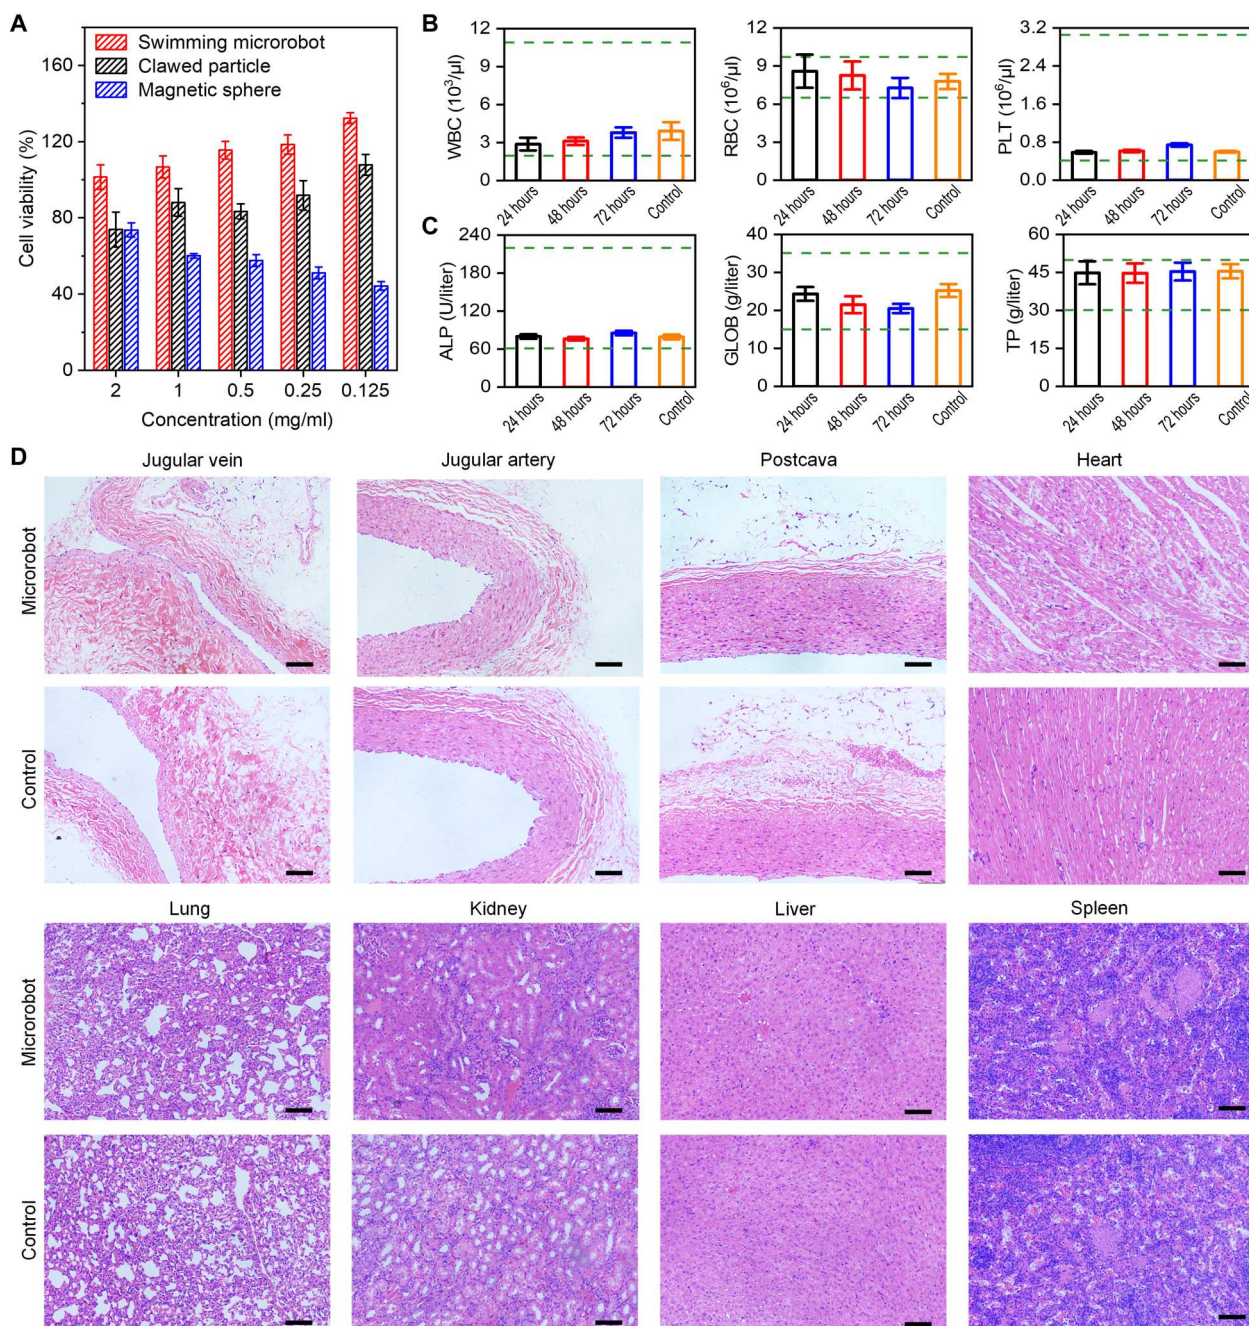 A
Swimming microrobot
Clawed particle
Magnetic sphere
Cell viability (%)
160
120
80
40
0
2 1 0.5 0.25 0.125
Concentration (mg/ml)
B
WBC (10³/µl)
12
9
6
3
0
24 hours 48 hours 72 hours Control
RBC (10⁶/µl)
12
9
6
3
0
24 hours 48 hours 72 hours Control
PLT (10⁶/µl)
3.2
2.4
1.6
0.8
0.0
24 hours 48 hours 72 hours Control
C
ALP (U/liter)
240
180
120
60
0
24 hours 48 hours 72 hours Control
GLOB (g/liter)
40
30
20
10
0
24 hours 48 hours 72 hours Control
TP (g/liter)
60
45
30
15
0
24 hours 48 hours 72 hours Control
D
Jugular vein Jugular artery Postcava Heart
Microrobot
Control
Lung Kidney Liver Spleen
Microrobot
Control